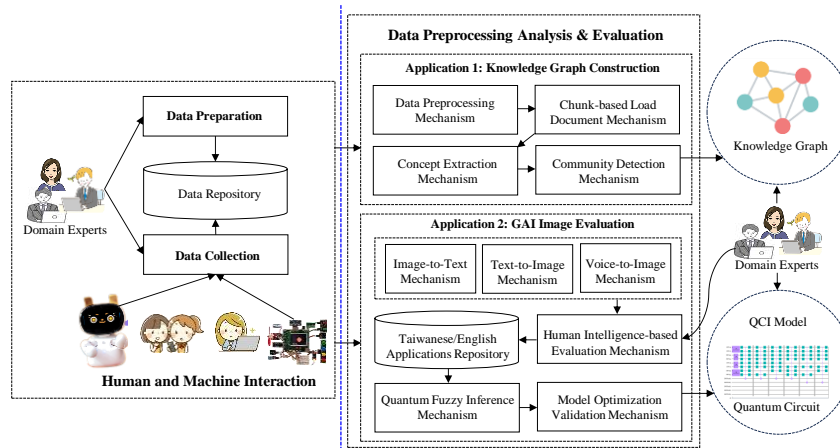 Data Preparation
Data Repository
Domain Experts
Data Collection
Human and Machine Interaction
Data Preprocessing Analysis & Evaluation
Application 1: Knowledge Graph Construction
Data Preprocessing
Mechanism
Chunk-based Load
Document Mechanism
Concept Extraction
Mechanism
Community Detection
Mechanism
Application 2: GAI Image Evaluation
Image-to-Text
Mechanism
Text-to-Image
Mechanism
Voice-to-Image
Mechanism
Taiwanese/English
Applications Repository
Human Intelligence-based
Evaluation Mechanism
Quantum Fuzzy Inference
Mechanism
Model Optimization
Validation Mechanism
Knowledge Graph
Domain Experts
QCI Model
Quantum Circuit